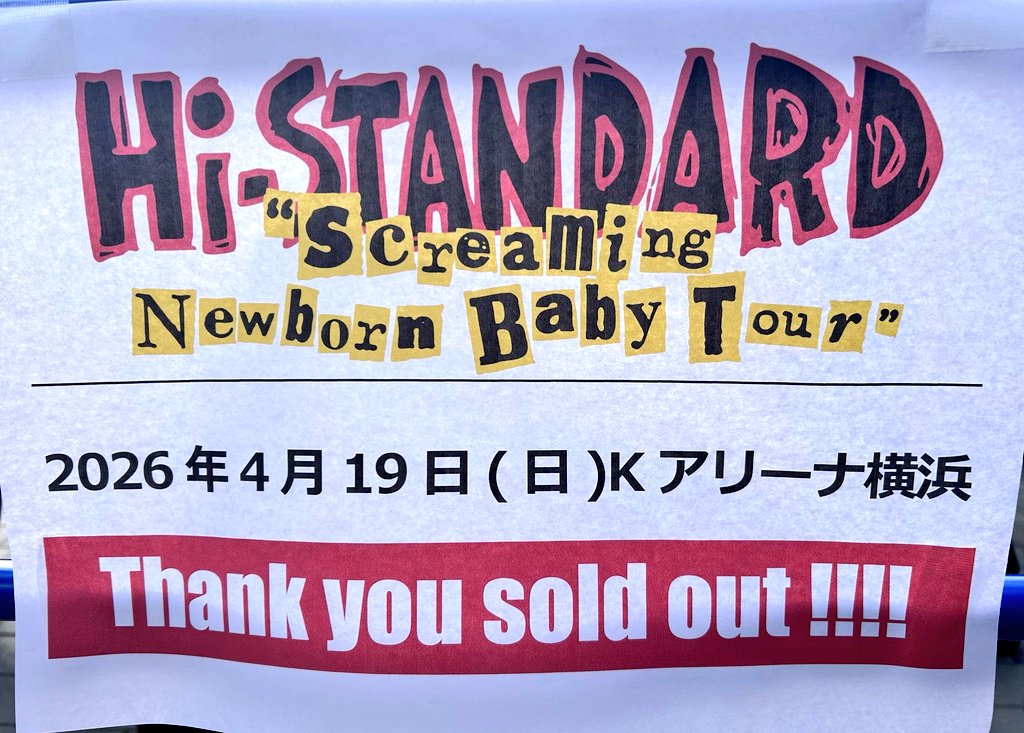 Hi-STANDARD
"Screaming
Newborn Baby Tour"
2026年4月19日(日)Kアリーナ横浜
Thank you sold out !!!!